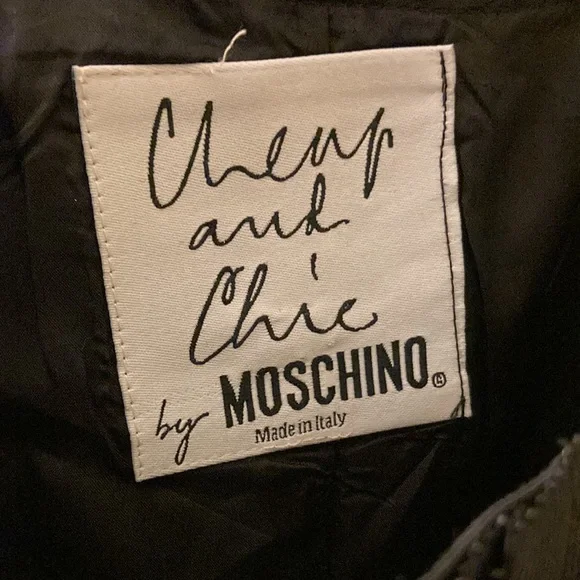 Cheap
and
Chic
by MOSCHINO©
Made in Italy